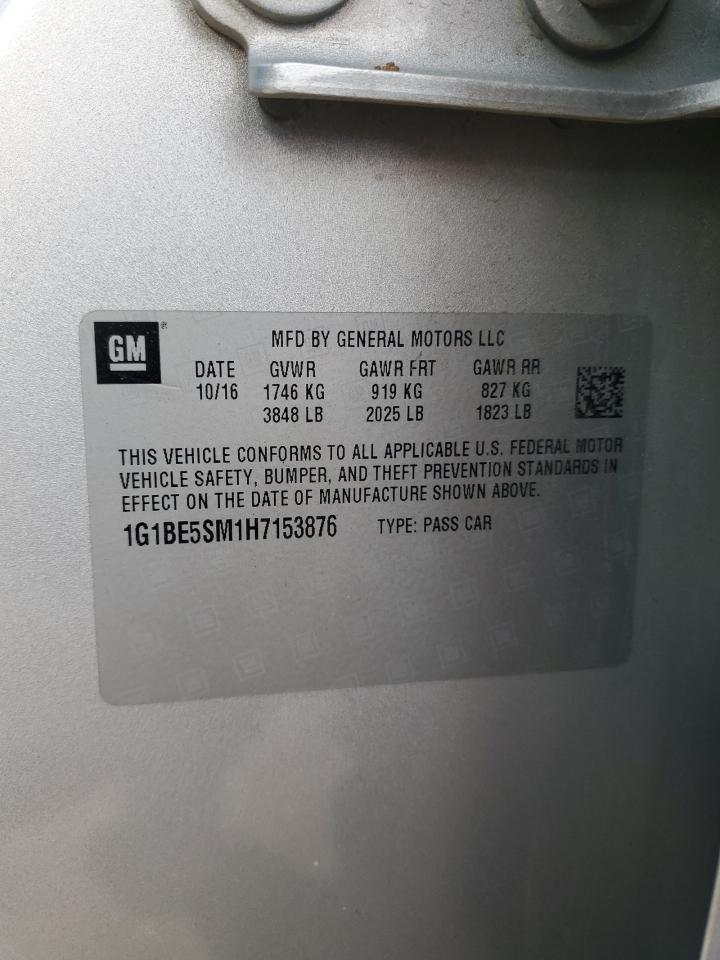 GM ® MFD BY GENERAL MOTORS LLC
DATE GVWR GAWR FRT GAWR RR
10/16 1746 KG 919 KG 827 KG
3848 LB 2025 LB 1823 LB
THIS VEHICLE CONFORMS TO ALL APPLICABLE U.S. FEDERAL MOTOR
VEHICLE SAFETY, BUMPER, AND THEFT PREVENTION STANDARDS IN
EFFECT ON THE DATE OF MANUFACTURE SHOWN ABOVE.
1G1BE5SM1H7153876 TYPE: PASS CAR